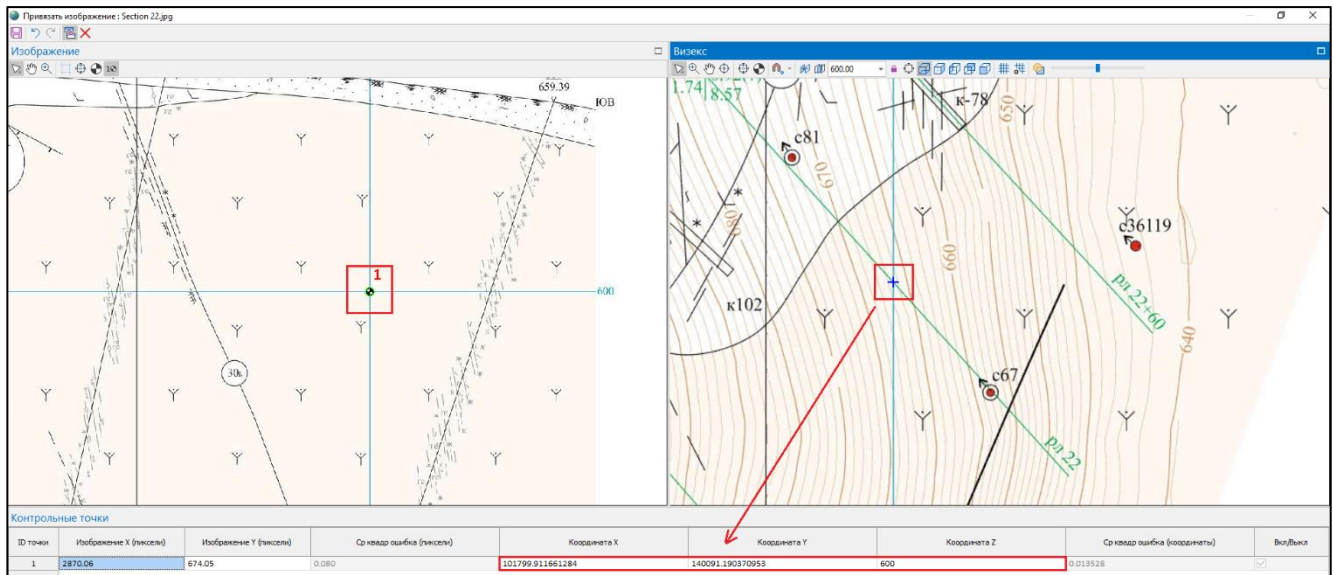 Привязать изображение : Section 22.jpg
Изображение
Визекс
600.00
659.39
ЮВ
1
600
30в
1.74
8.57
к-78
650
с81
670
680
с36119
660
к102
рл 22+60
640
с67
рл 22
Контрольные точки
ID точки Изображение X (пиксели) Изображение Y (пиксели) Ср квадр ошибка (пиксели) Координата X Координата Y Координата Z Ср квадр ошибка (координаты) Вкл/Выкл
1 2870.06 674.05 0.080 101799.911661284 140091.190370953 600 0.013528